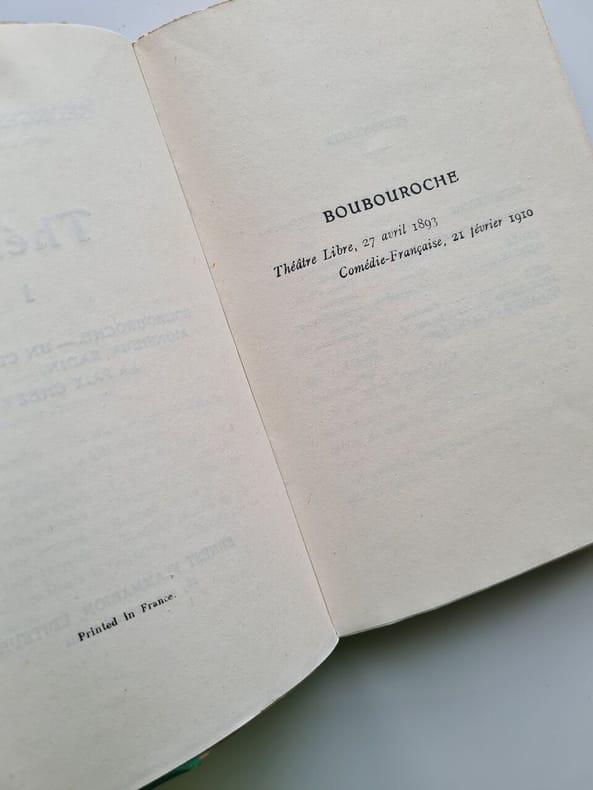 Printed in France.
BOUBOUROCHE
Théâtre Libre, 27 avril 1893
Comédie-Française, 21 février 1910